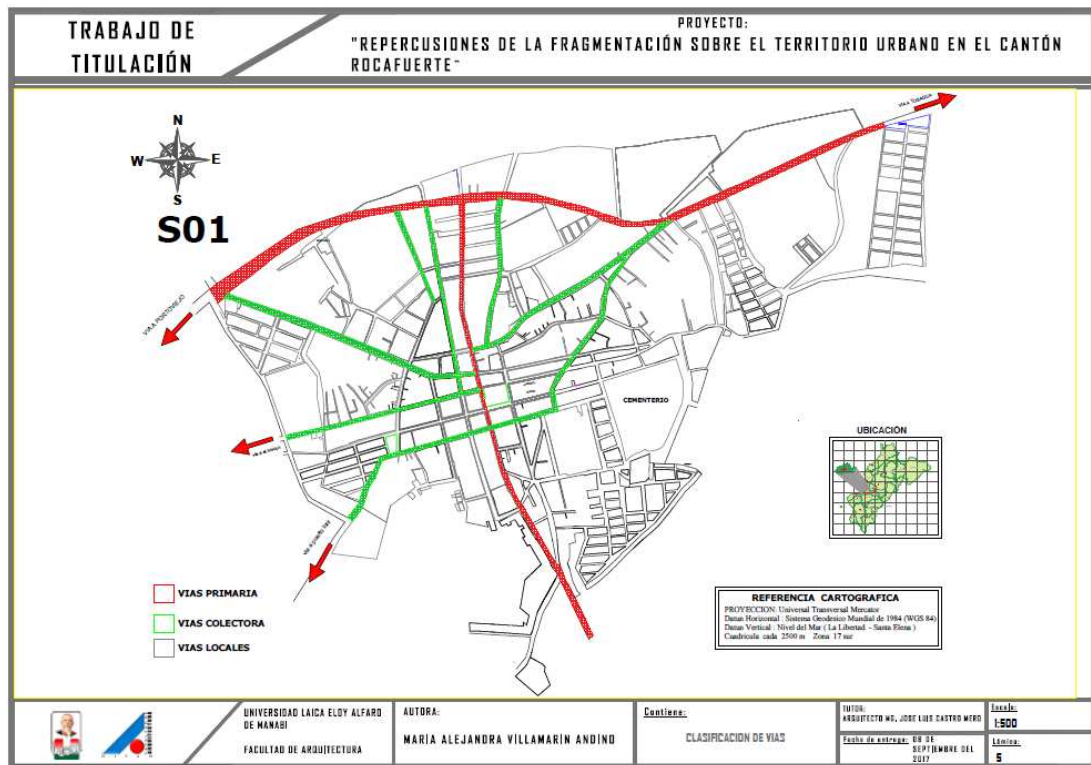 TRABAJO DE
TITULACIÓN
PROYECTO:
"REPERCUSIONES DE LA FRAGMENTACIÓN SOBRE EL TERRITORIO URBANO EN EL CANTÓN
ROCAFUERTE"
N
W
E
S
S01
VIA A PORTOVIEJO
CEMENTERIO
UBICACIÓN
VIAS PRIMARIA
VIAS COLECTORA
VIAS LOCALES
REFERENCIA CARTOGRAFICA
PROYECCION: Universal Transversal Mercator
Datun Horizontal : Sistema Geodesico Mundial de 1984 (WGS 84)
Datun Vertical : Nivel del Mar ( La Libertad - Santa Elena )
Cuadricula cada 2500 m Zona 17 sur
UNIVERSIDAD LAICA ELOY ALFARO
DE MANABI
FACULTAD DE ARQUITECTURA
AUTORA:
MARIA ALEJANDRA VILLAMARIN ANDINO
Contiene:
CLASIFICACION DE VIAS
TUTOR:
ARQUITECTO MG. JOSE LUIS CASTRO MERO
Fecha de entrega: 08 DE
SEPTIEMBRE DEL
2017
Escala:
1:500
Lámina:
5